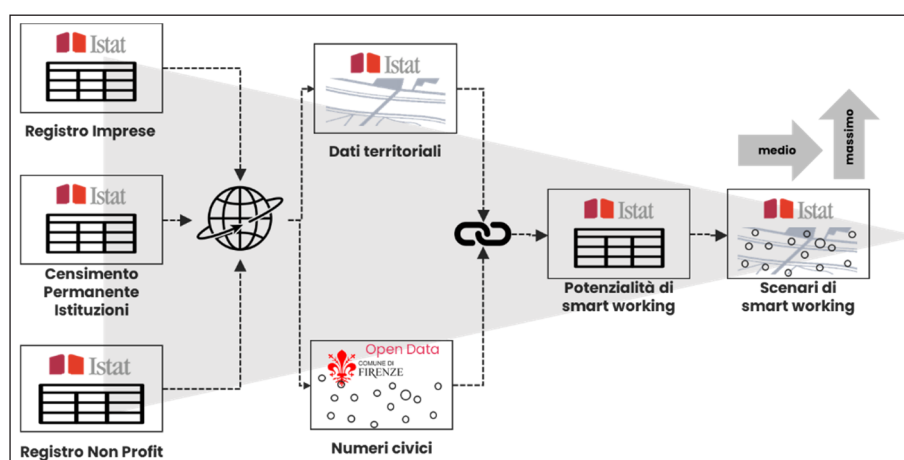 Istat
Registro Imprese
Istat
Censimento
Permanente
Istituzioni
Istat
Registro Non Profit
Istat
Dati territoriali
Open Data
COMUNE DI
FIRENZE
Numeri civici
Istat
Potenzialità di
smart working
medio
massimo
Istat
Scenari di
smart working